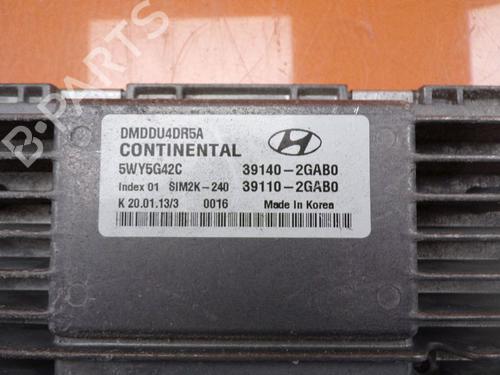 B-PARTS
DMDDU4DR5A
CONTINENTAL
5WY5G42C 39140-2GAB0
Index 01 SIM2K-240 39110-2GAB0
K 20.01.13/3 0016 Made In Korea